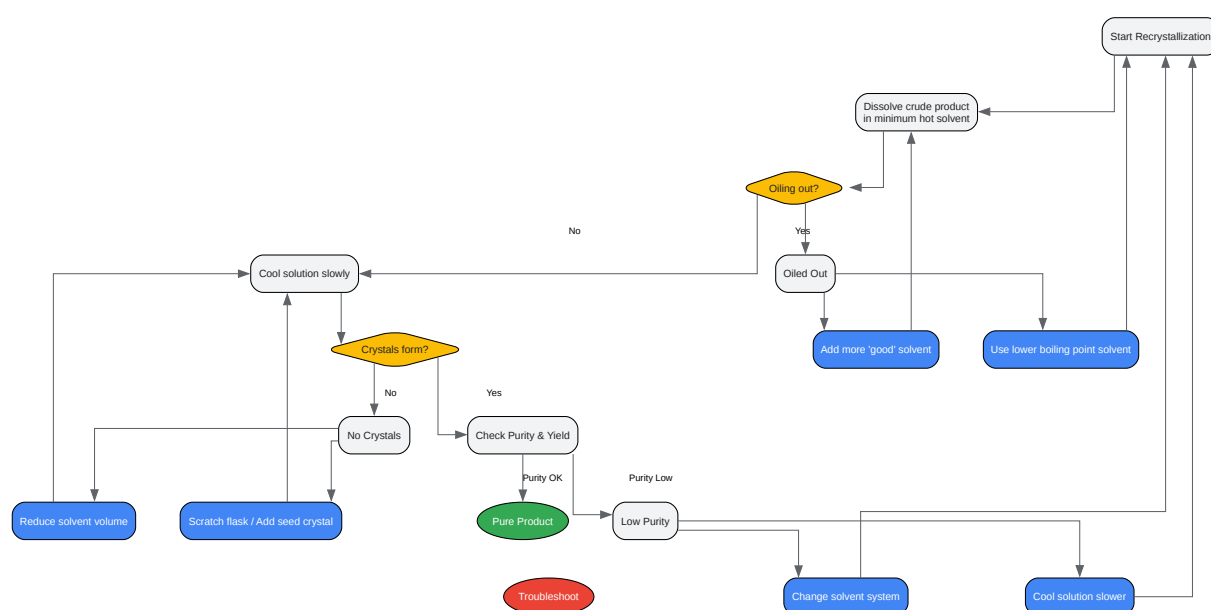 Start Recrystallization
Dissolve crude product
in minimum hot solvent
Oiling out?
No
Yes
Cool solution slowly
Oiled Out
Crystals form?
Add more 'good' solvent
Use lower boiling point solvent
No
Yes
No Crystals
Check Purity & Yield
Purity OK
Purity Low
Reduce solvent volume
Scratch flask / Add seed crystal
Pure Product
Low Purity
Troubleshoot
Change solvent system
Cool solution slower